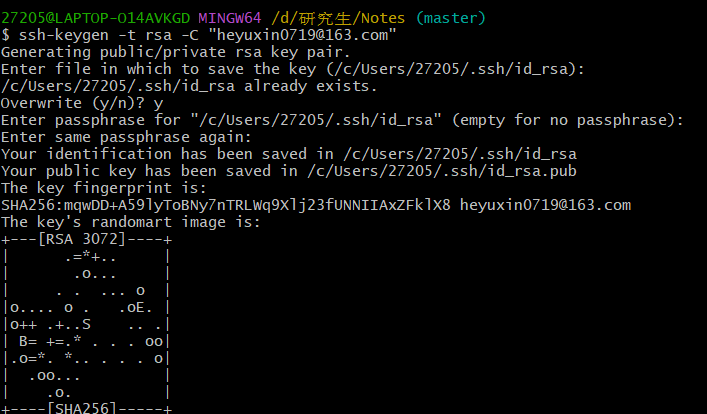 27205@LAPTOP-O14AVKGD MINGW64 /d/研究生/Notes (master)
$ ssh-keygen -t rsa -C "heyuxin0719@163.com"
Generating public/private rsa key pair.
Enter file in which to save the key (/c/Users/27205/.ssh/id_rsa):
/c/Users/27205/.ssh/id_rsa already exists.
Overwrite (y/n)? y
Enter passphrase for "/c/Users/27205/.ssh/id_rsa" (empty for no passphrase):
Enter same passphrase again:
Your identification has been saved in /c/Users/27205/.ssh/id_rsa
Your public key has been saved in /c/Users/27205/.ssh/id_rsa.pub
The key fingerprint is:
SHA256:mqwDD+A59lyToBNy7nTRLWq9Xlj23fUNNIIAxZFklX8 heyuxin0719@163.com
The key's randomart image is:
+---[RSA 3072]----+
|      .=*+..     |
|       .o...     |
|     . .  ... o  |
|o.... o .   .oE. |
|o++ .+..S    .. .|
| B= +=.* . . . oo|
|.o=*. *.. . . . o|
|  .oo...         |
|    .o.          |
+----[SHA256]-----+